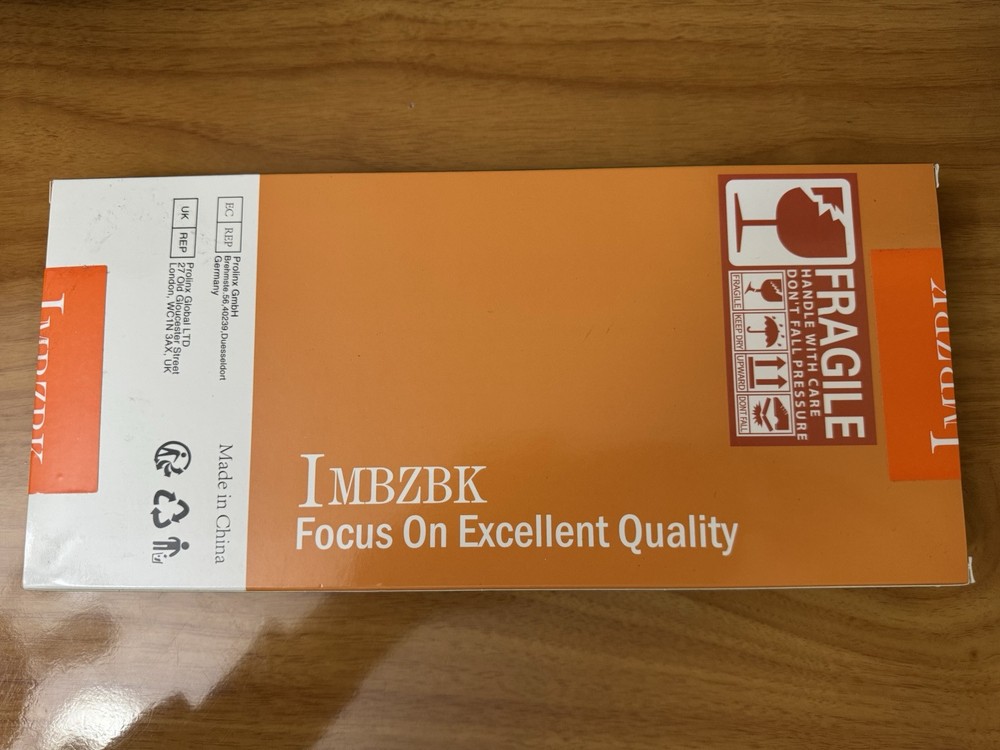 IMBZBK
EC REP
Prolinx GmbH
Brehmstr.56,40239,Duesseldorf
Germany
UK REP
Prolinx Global LTD
27 Old Gloucester Street
London, WC1N 3AX, UK
Made in China
IMBZBK
Focus On Excellent Quality
FRAGILE
HANDLE WITH CARE
DON'T FALL PRESSURE
FRAGILE
KEEP DRY
UPWARD
DONT FALL
IMBZBK